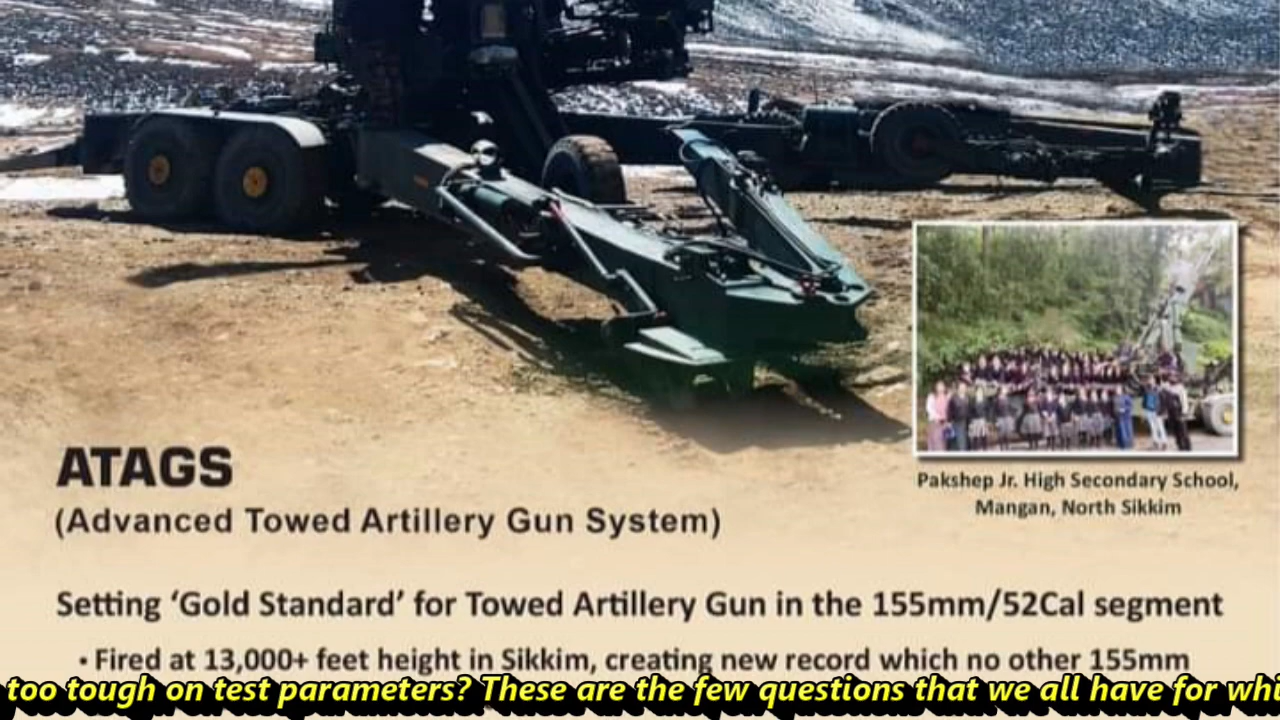 Pakshep Jr. High Secondary School,
Mangan, North Sikkim
ATAGS
(Advanced Towed Artillery Gun System)
Setting ‘Gold Standard’ for Towed Artillery Gun in the 155mm/52Cal segment
• Fired at 13,000+ feet height in Sikkim, creating new record which no other 155mm
too tough on test parameters? These are the few questions that we all have for whi